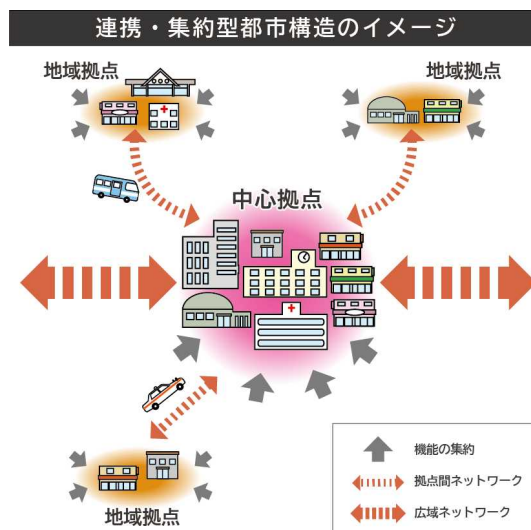 連携・集約型都市構造のイメージ
地域拠点
地域拠点
中心拠点
地域拠点
機能の集約
拠点間ネットワーク
広域ネットワーク